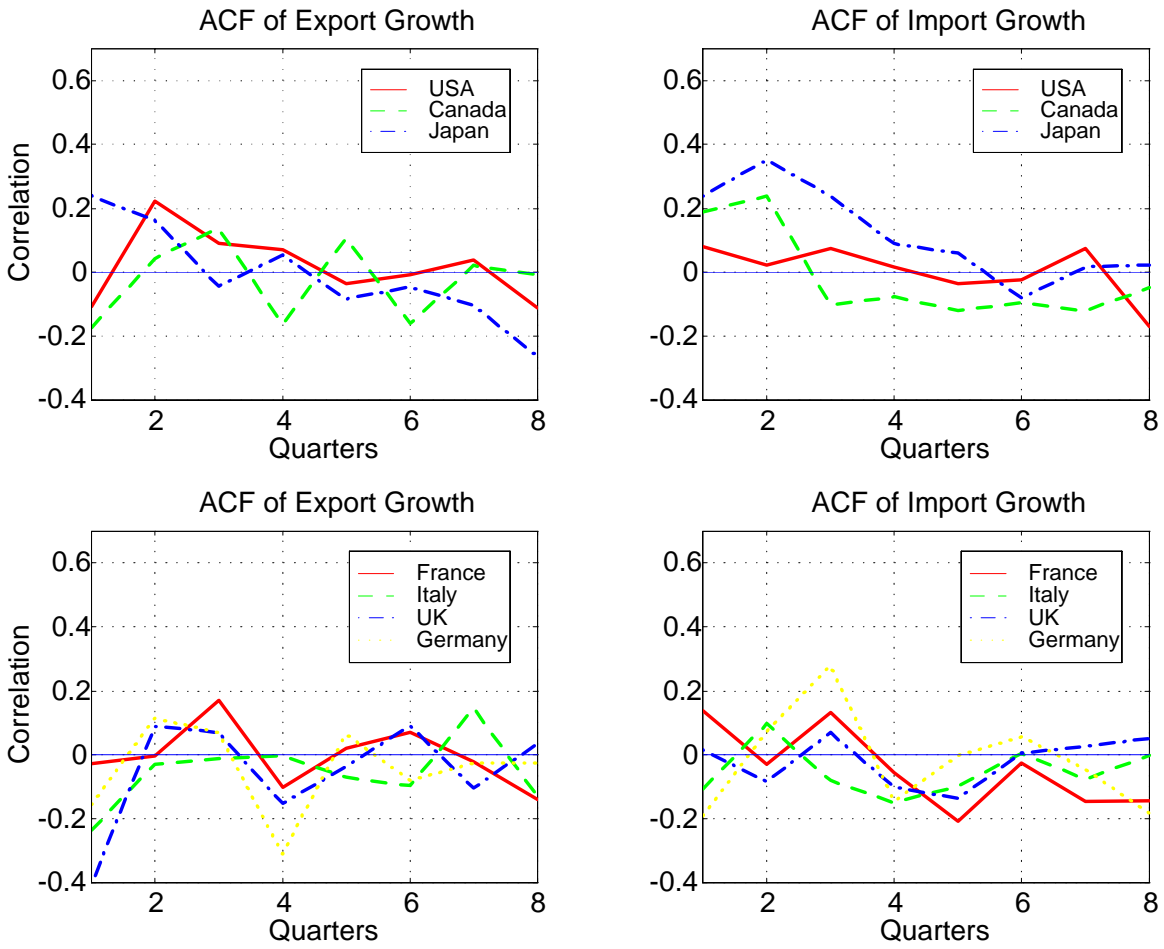 ACF of Export Growth
0.6
0.4
0.2
0
-0.2
-0.4
Correlation
USA
Canada
Japan
2 4 6 8
Quarters
ACF of Import Growth
0.6
0.4
0.2
0
-0.2
-0.4
USA
Canada
Japan
2 4 6 8
Quarters
ACF of Export Growth
0.6
0.4
0.2
0
-0.2
-0.4
Correlation
France
Italy
UK
Germany
2 4 6 8
Quarters
ACF of Import Growth
0.6
0.4
0.2
0
-0.2
-0.4
France
Italy
UK
Germany
2 4 6 8
Quarters